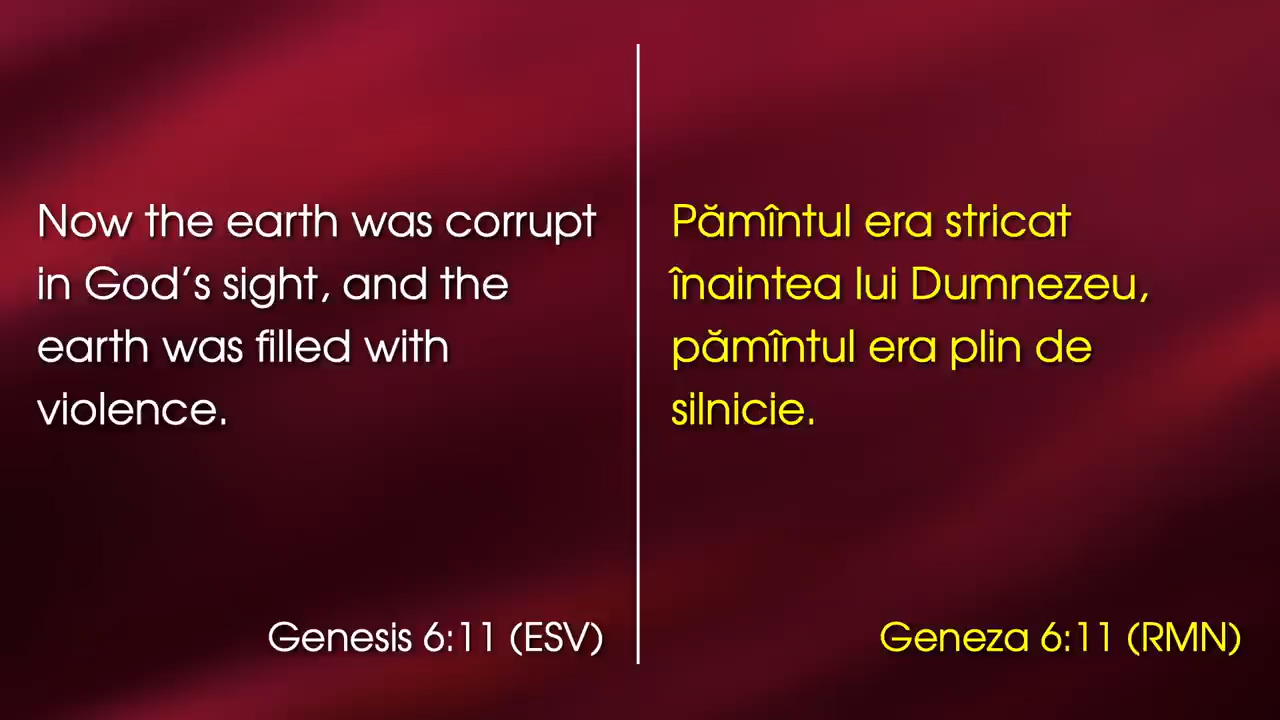 Now the earth was corrupt
in God’s sight, and the
earth was filled with
violence.
Genesis 6:11 (ESV)
Pămîntul era stricat
înaintea lui Dumnezeu,
pămîntul era plin de
silnicie.
Geneza 6:11 (RMN)